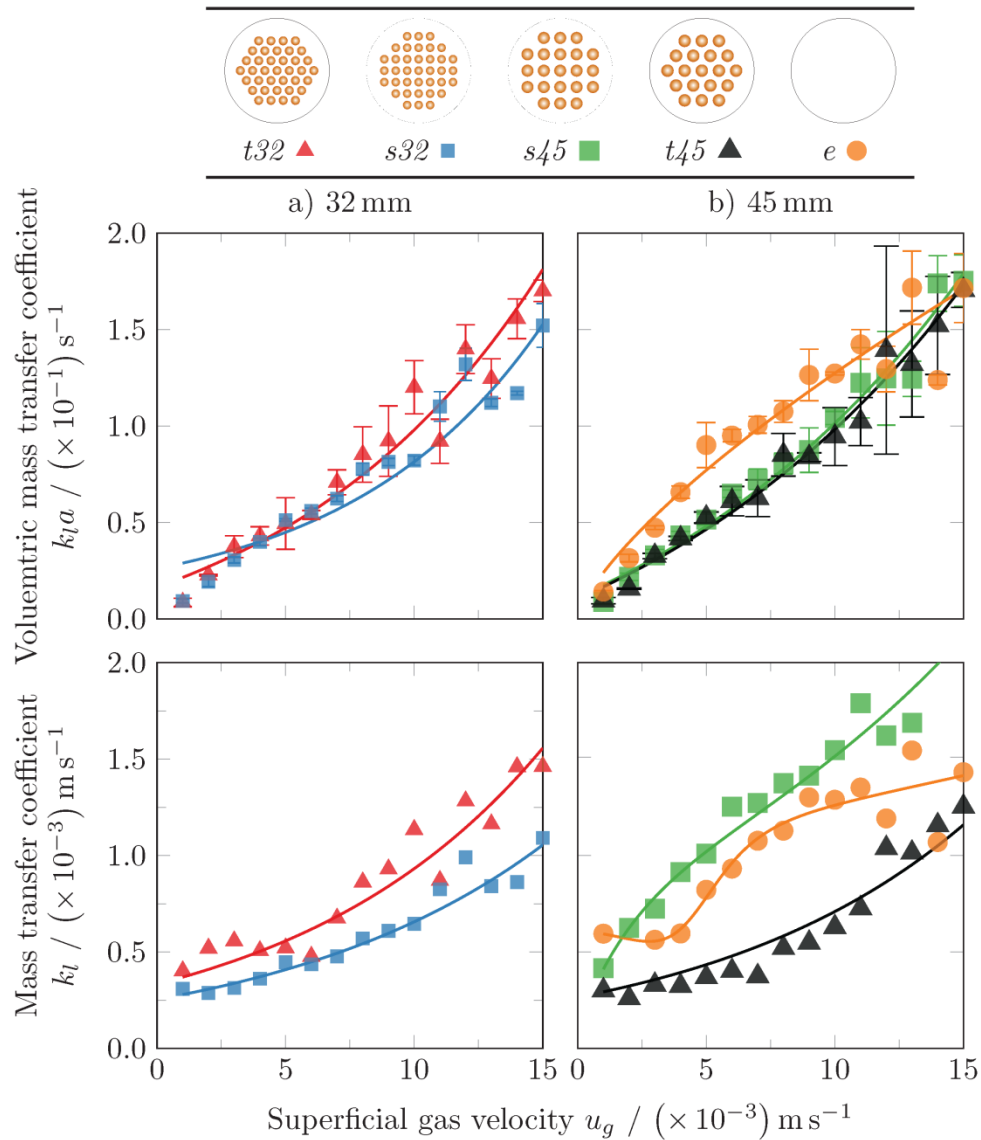 t32 s32 s45 t45 e
a) 32 mm b) 45 mm
Voluemtric mass transfer coefficient
k_l a / (× 10⁻¹) s⁻¹
2.0
1.5
1.0
0.5
0.0
Mass transfer coefficient
k_l / (× 10⁻³) m s⁻¹
2.0
1.5
1.0
0.5
0.0
0 5 10 15 0 5 10 15
Superficial gas velocity u_g / (× 10⁻³) m s⁻¹